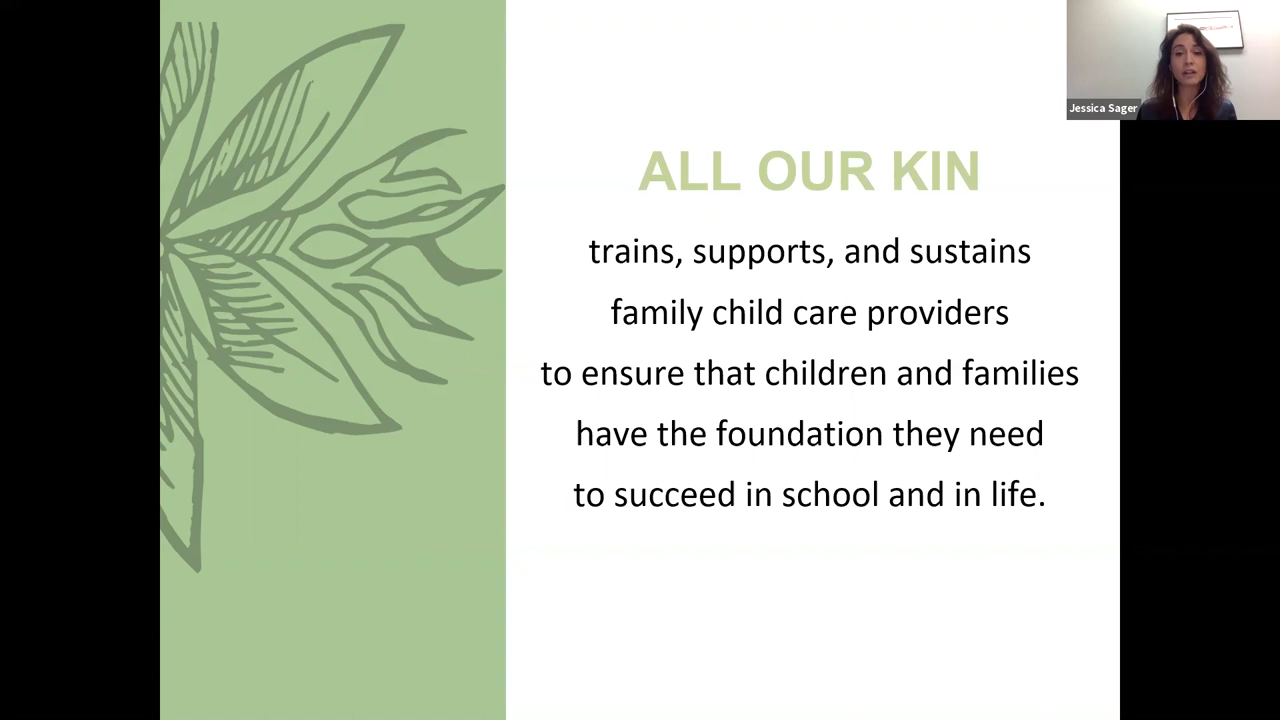 Jessica Sager
ALL OUR KIN
trains, supports, and sustains
family child care providers
to ensure that children and families
have the foundation they need
to succeed in school and in life.